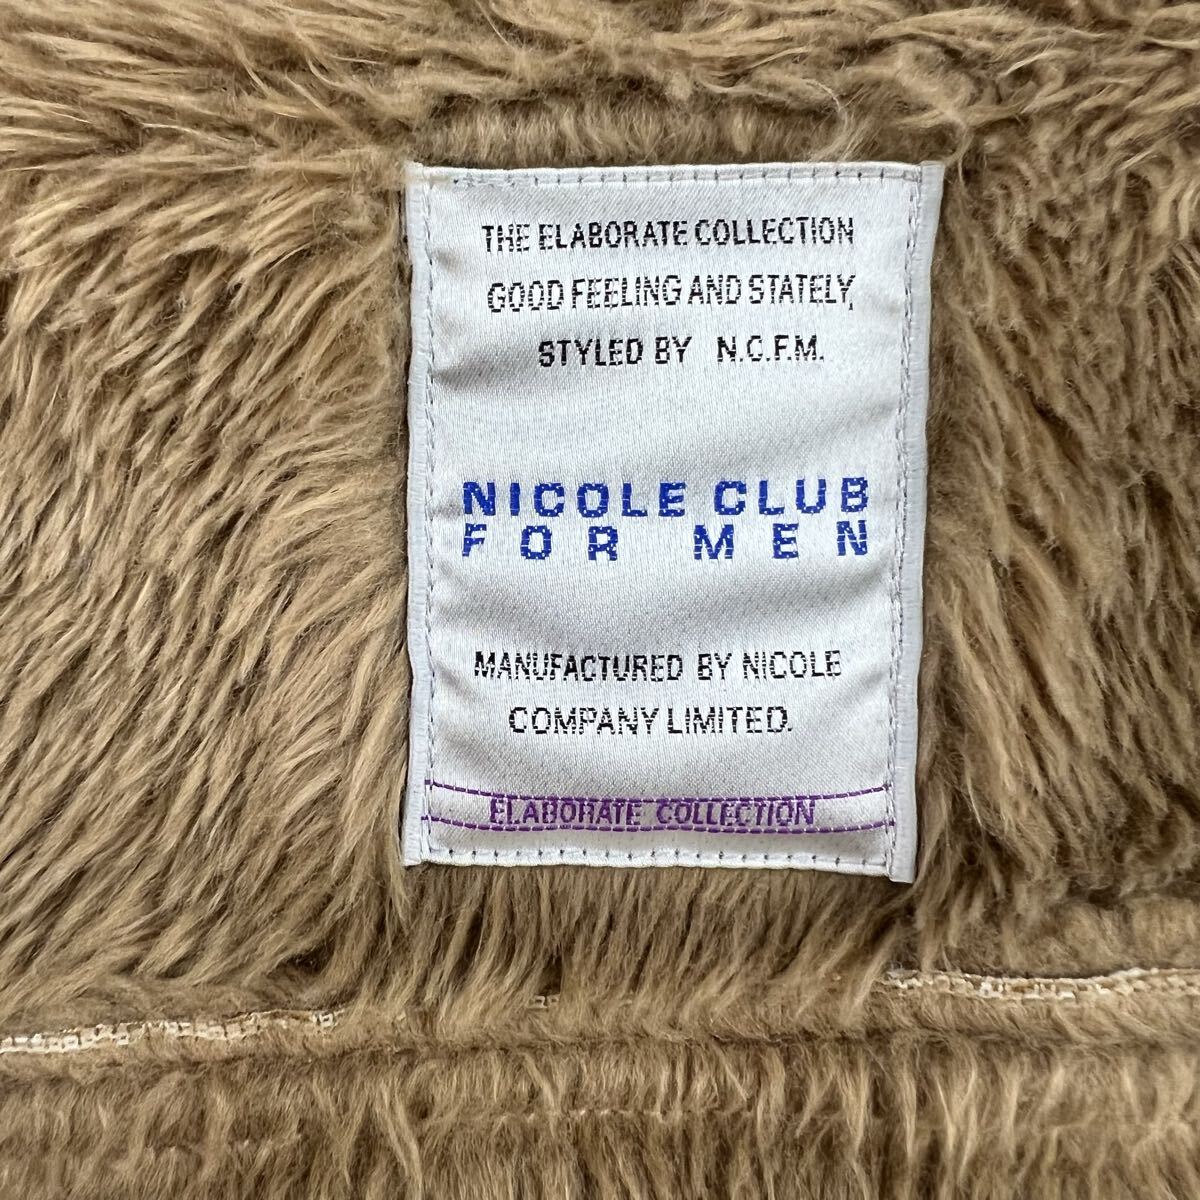 THE ELABORATE COLLECTION
GOOD FEELING AND STATELY,
STYLED BY N.C.F.M.
NICOLE CLUB
FOR MEN
MANUFACTURED BY NICOLE
COMPANY LIMITED.
ELABORATE COLLECTION